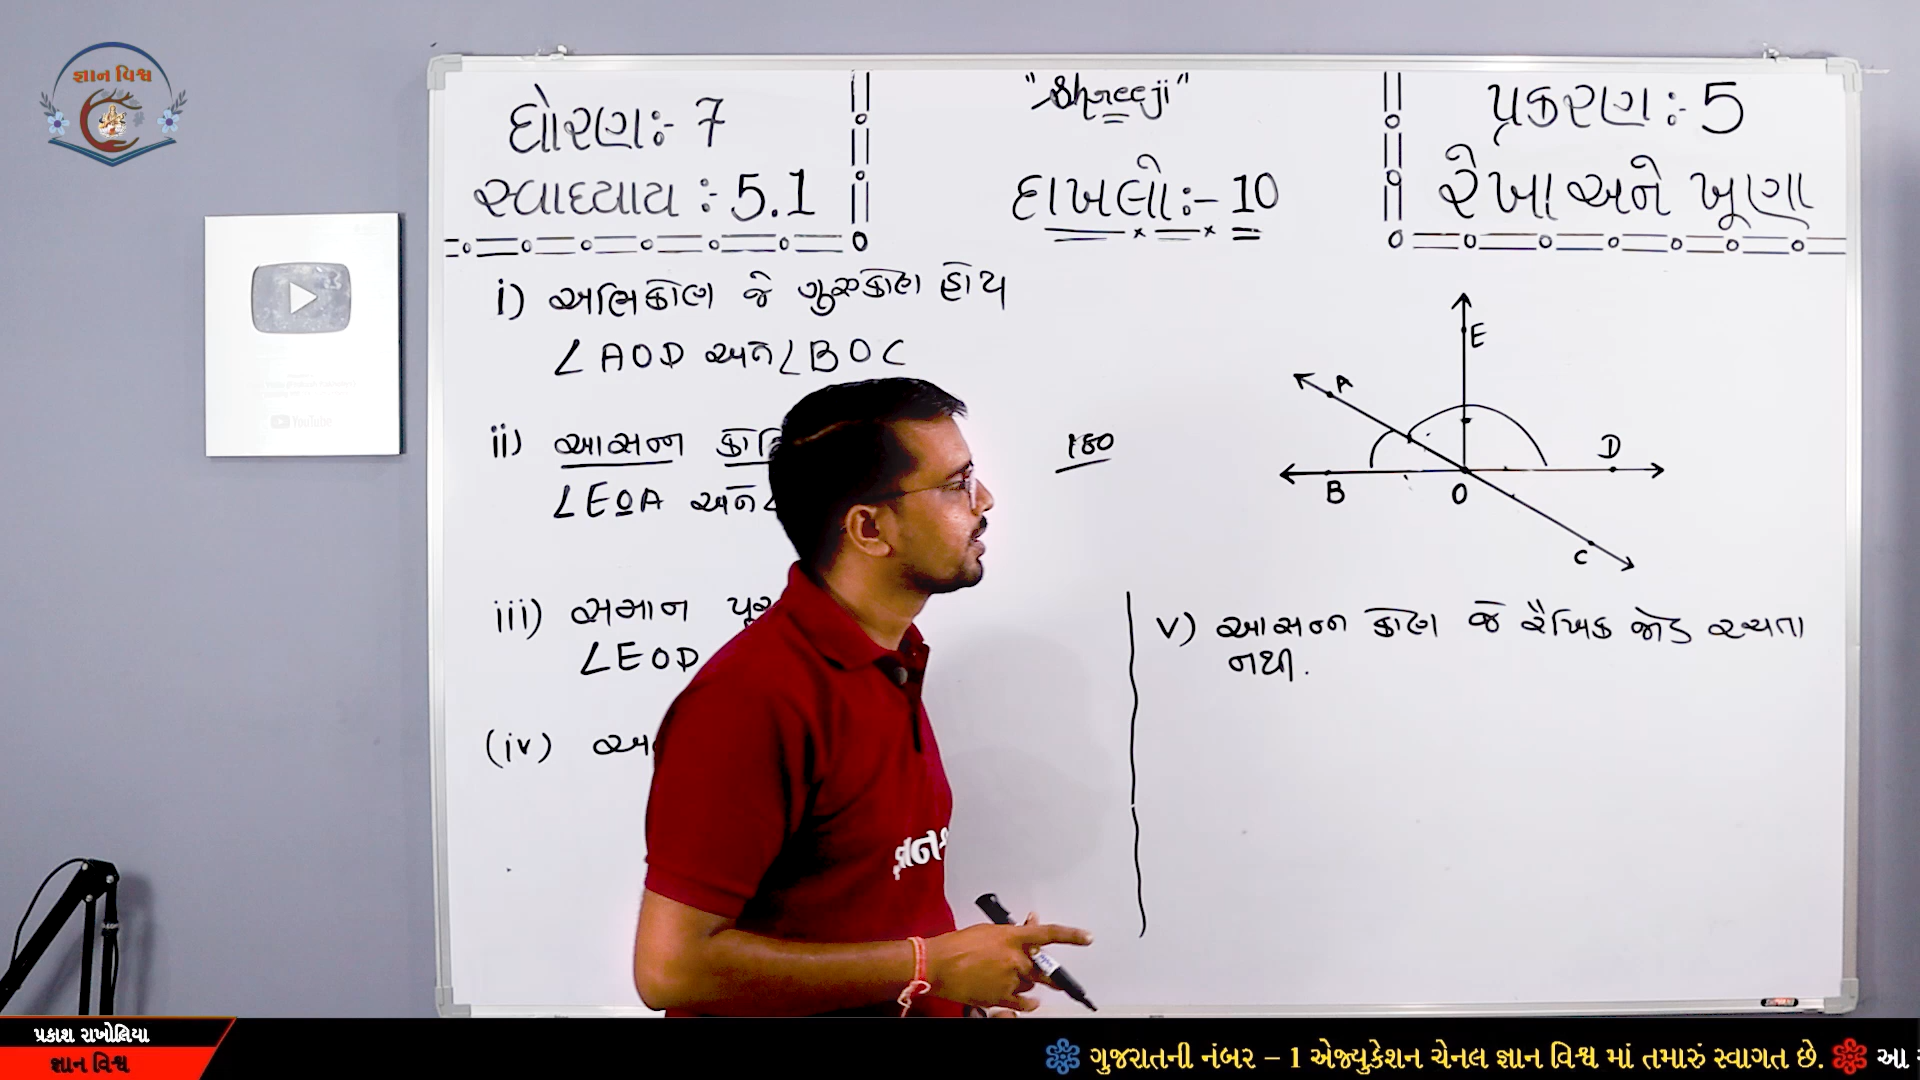 જ્ઞાન વિશ્વ
ધોરણ:- 7
સ્વાધ્યાય :- 5.1
"Shreeji"
દાખલો:- 10
પ્રકરણ:- 5
રેખા અને ખૂણા
i) અભિકોણ જે ગુરુકોણ હોય
∠AOD અને ∠BOC
ii) આસન્ન
∠EOA અને
180
iii) સમાન
∠EOD
(iv)
E
A
B
O
D
C
v) આસન્ન કોણ જે રૈખિક જોડ રચતા
નથી.
YouTube
પ્રકાશ રાખોલિયા
જ્ઞાન વિશ્વ
ગુજરાતની નંબર – 1 એજ્યુકેશન ચેનલ જ્ઞાન વિશ્વ માં તમારું સ્વાગત છે. આ